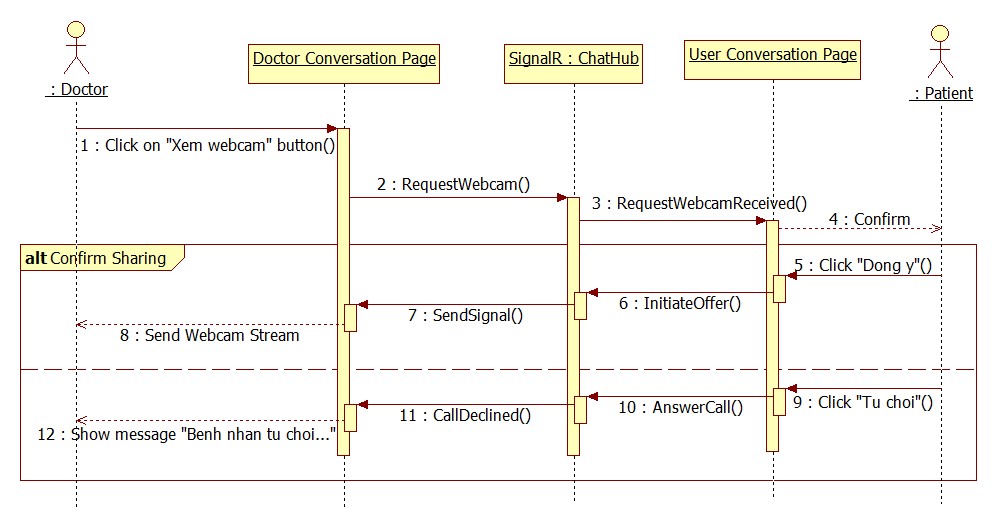 Doctor Conversation Page
SignalR : ChatHub
User Conversation Page
: Doctor
: Patient
1 : Click on "Xem webcam" button()
2 : RequestWebcam()
3 : RequestWebcamReceived()
4 : Confirm
alt Confirm Sharing
5 : Click "Dong y"()
6 : InitiateOffer()
7 : SendSignal()
8 : Send Webcam Stream
9 : Click "Tu choi"()
10 : AnswerCall()
11 : CallDeclined()
12 : Show message "Benh nhan tu choi..."